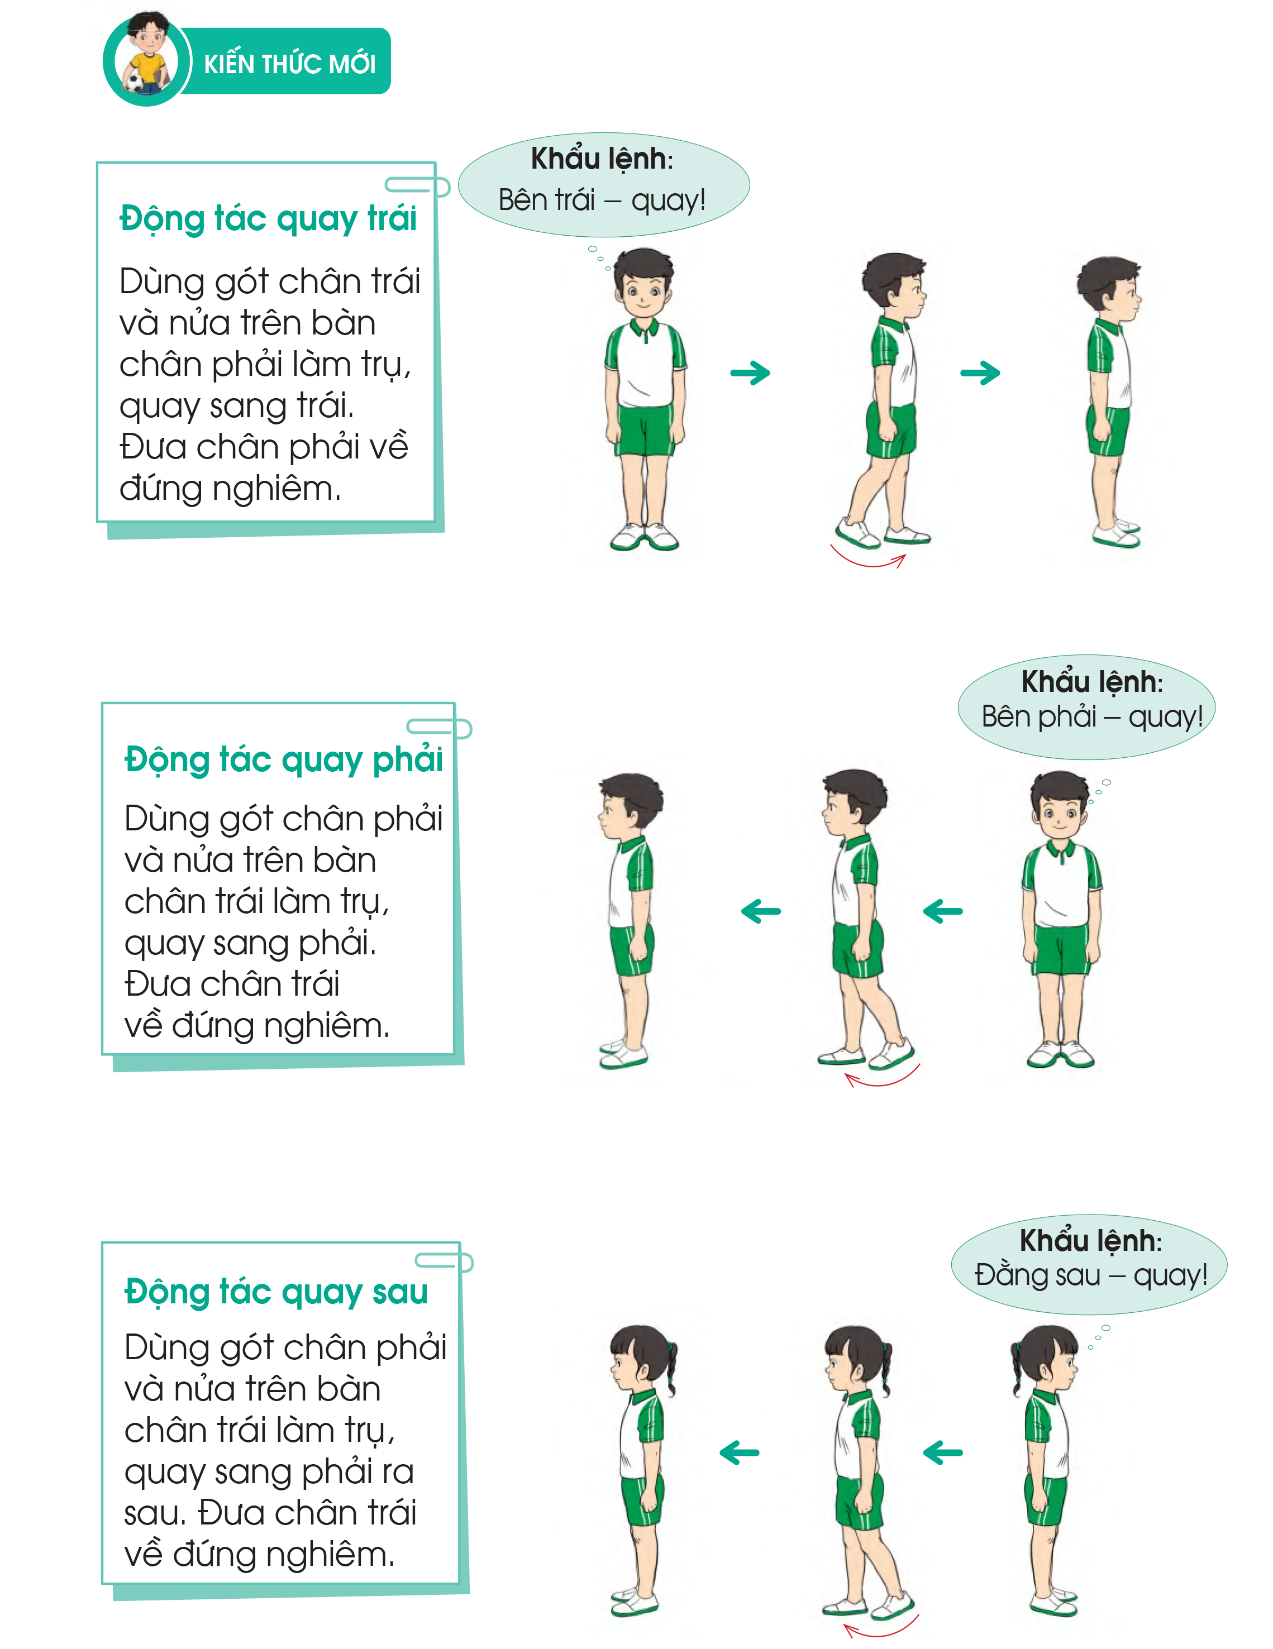 KIẾN THỨC MỚI
Khẩu lệnh:
Bên trái – quay!
Động tác quay trái
Dùng gót chân trái
và nửa trên bàn
chân phải làm trụ,
quay sang trái.
Đưa chân phải về
đứng nghiêm.
Khẩu lệnh:
Bên phải – quay!
Động tác quay phải
Dùng gót chân phải
và nửa trên bàn
chân trái làm trụ,
quay sang phải.
Đưa chân trái
về đứng nghiêm.
Khẩu lệnh:
Đằng sau – quay!
Động tác quay sau
Dùng gót chân phải
và nửa trên bàn
chân trái làm trụ,
quay sang phải ra
sau. Đưa chân trái
về đứng nghiêm.